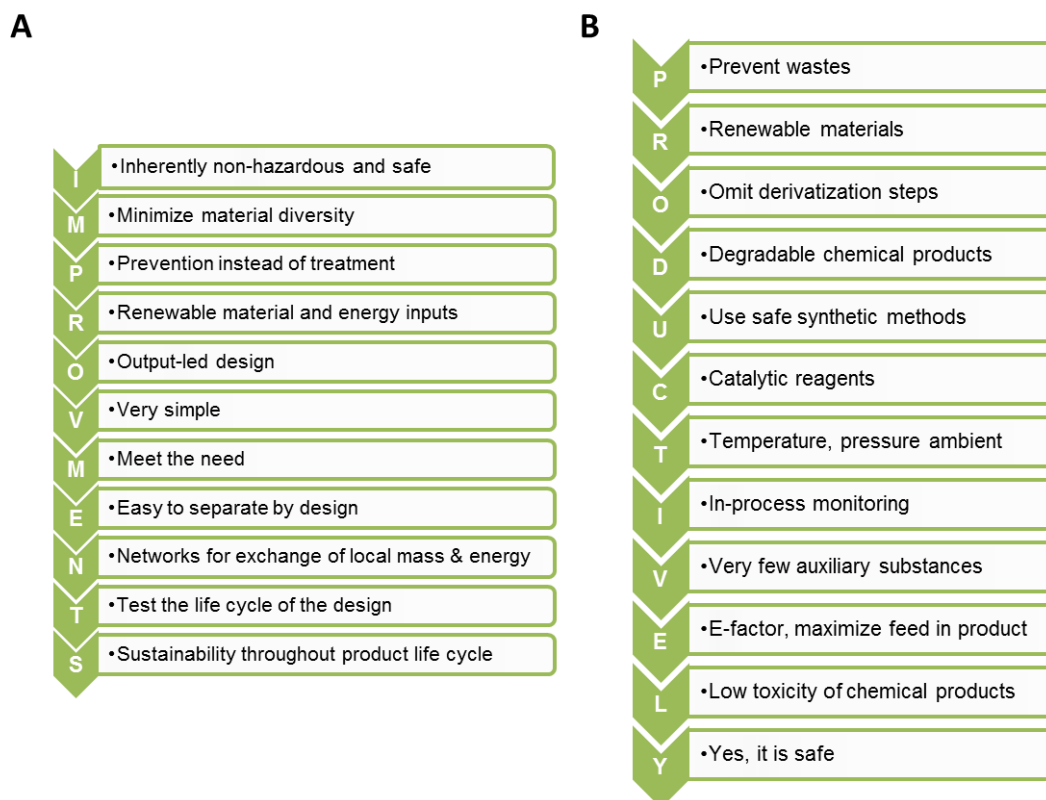 A
I
•Inherently non-hazardous and safe
M
•Minimize material diversity
P
•Prevention instead of treatment
R
•Renewable material and energy inputs
O
•Output-led design
V
•Very simple
M
•Meet the need
E
•Easy to separate by design
N
•Networks for exchange of local mass & energy
T
•Test the life cycle of the design
S
•Sustainability throughout product life cycle
B
P
•Prevent wastes
R
•Renewable materials
O
•Omit derivatization steps
D
•Degradable chemical products
U
•Use safe synthetic methods
C
•Catalytic reagents
T
•Temperature, pressure ambient
I
•In-process monitoring
V
•Very few auxiliary substances
E
•E-factor, maximize feed in product
L
•Low toxicity of chemical products
Y
•Yes, it is safe